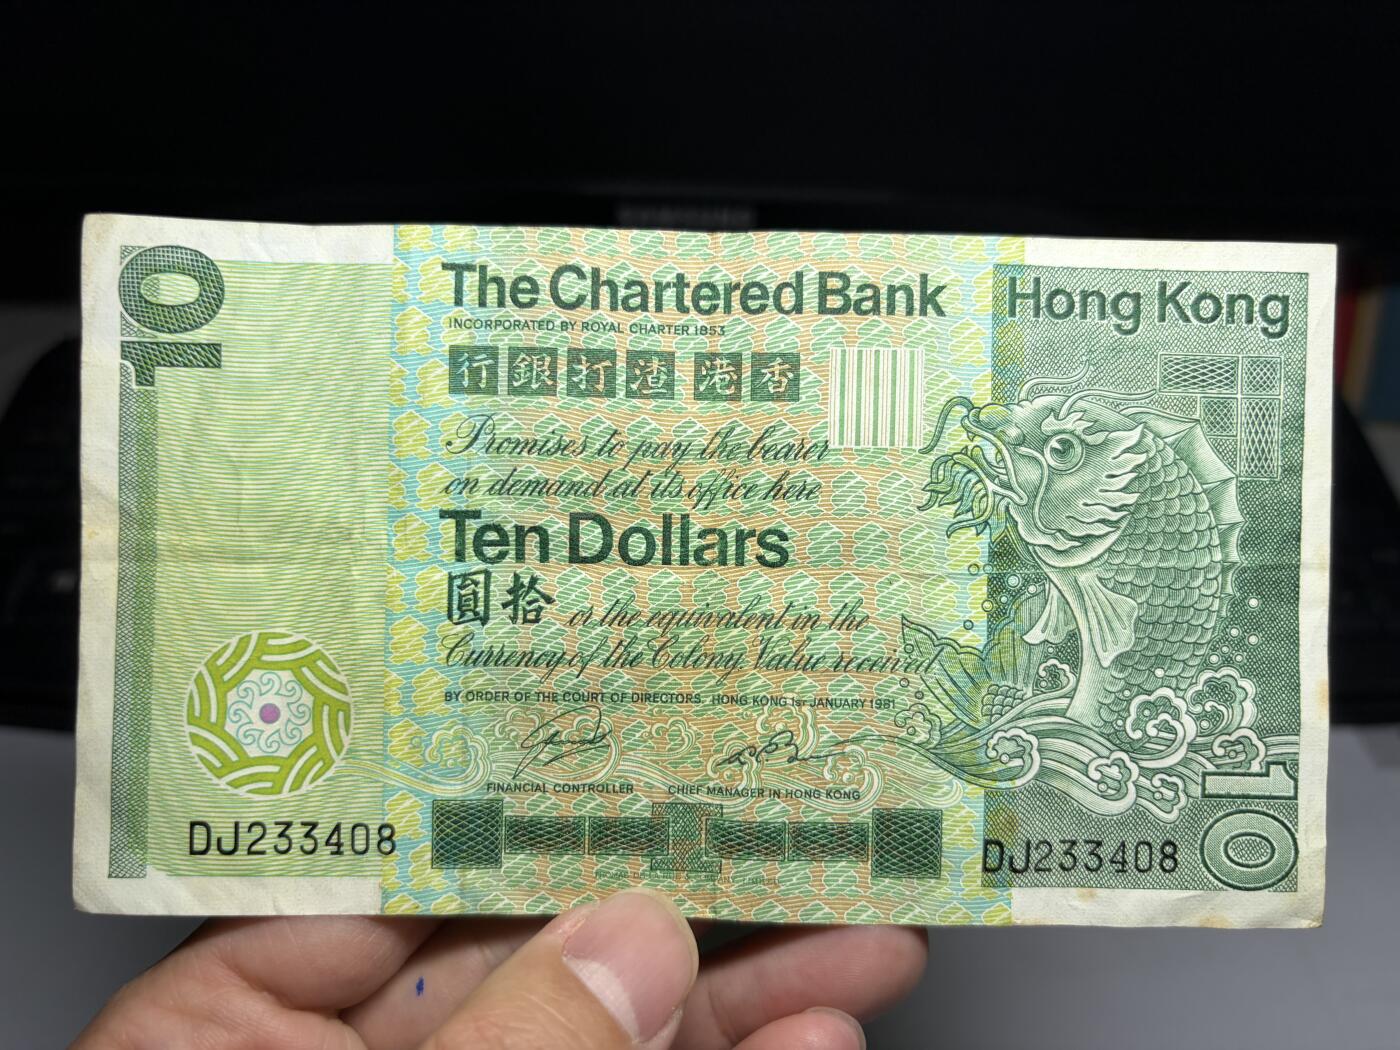 SAMSUNG
10
The Chartered Bank
Hong Kong
INCORPORATED BY ROYAL CHARTER 1853
行銀打渣 港香
Promises to pay the bearer
on demand at its office here
Ten Dollars
圓拾 or the equivalent in the
Currency of the Colony. Value received
BY ORDER OF THE COURT OF DIRECTORS. HONG KONG 1ST JANUARY 1981
FINANCIAL CONTROLLER
CHIEF MANAGER IN HONG KONG
DJ233408
DJ233408
10